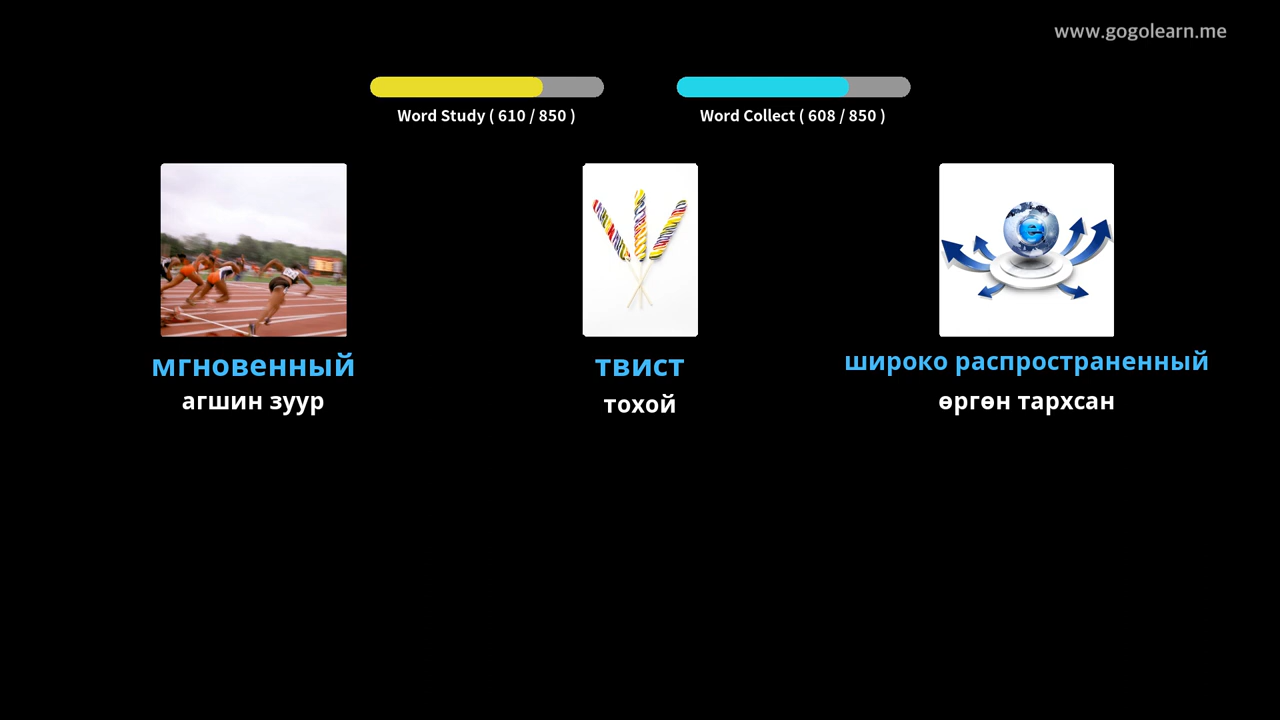 www.gogolearn.me
Word Study ( 610 / 850 )
Word Collect ( 608 / 850 )
мгновенный
агшин зуур
твист
тохой
широко распространенный
өргөн тархсан